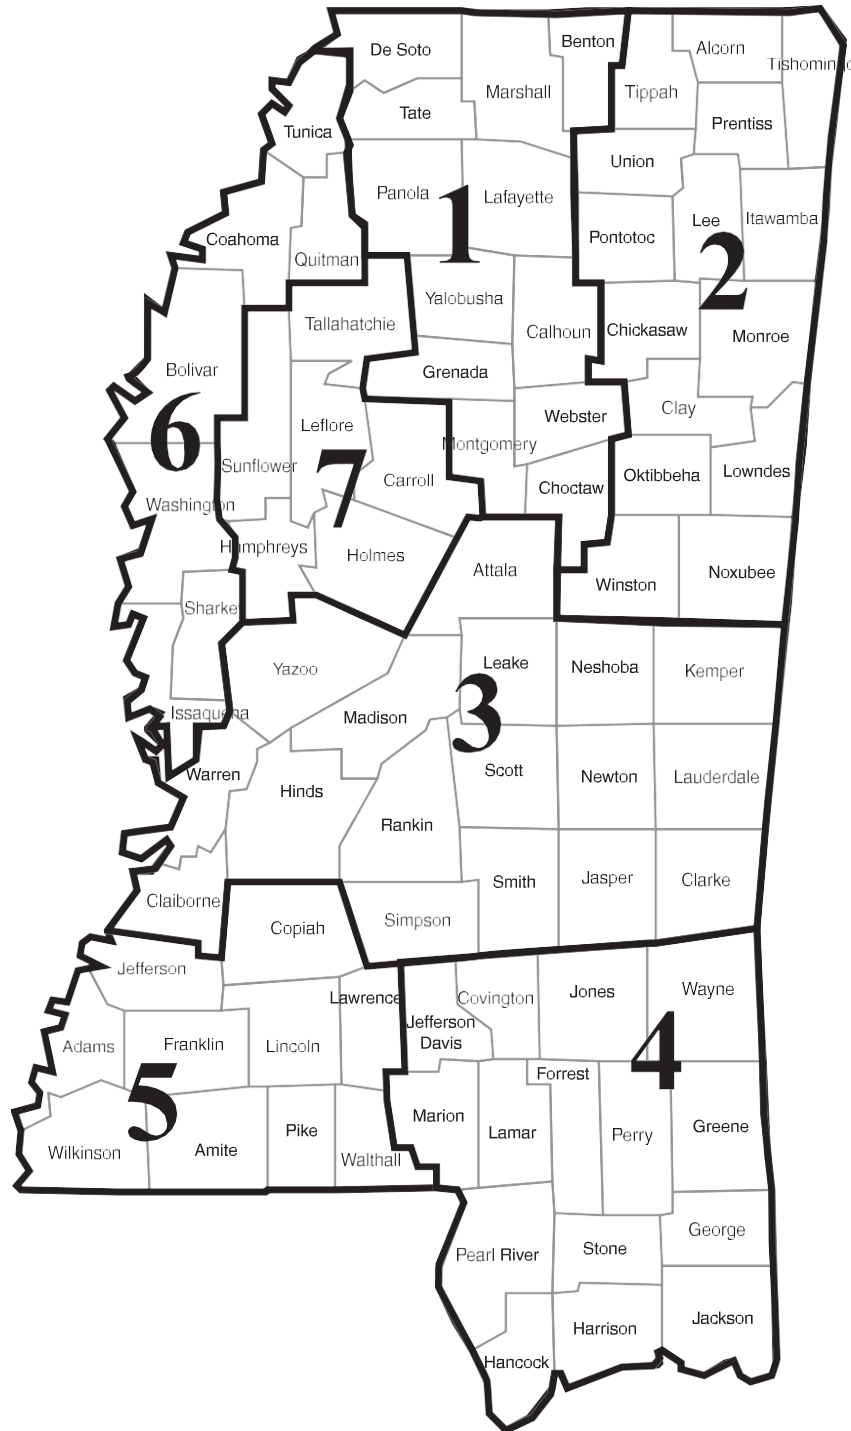 De Soto
Benton
Alcorn
Tishomingo
Marshall
Tippah
Tate
Prentiss
Tunica
Union
Panola
Lafayette
1
Lee
Itawamba
Coahoma
Pontotoc
Quitman
2
Yalobusha
Tallahatchie
Calhoun
Chickasaw
Monroe
Bolivar
Grenada
Clay
6
Webster
Leflore
Montgomery
Sunflower
7
Carroll
Choctaw
Oktibbeha
Lowndes
Washington
Humphreys
Holmes
Attala
Winston
Noxubee
Sharkey
Yazoo
Leake
Neshoba
Kemper
Issaquena
Madison
3
Warren
Hinds
Scott
Newton
Lauderdale
Rankin
Smith
Jasper
Clarke
Claiborne
Copiah
Simpson
Jefferson
Lawrence
Covington
Jones
Wayne
Jefferson
Davis
Adams
Franklin
Lincoln
4
Forrest
5
Marion
Lamar
Perry
Greene
Wilkinson
Amite
Pike
Walthall
Pearl River
Stone
George
Harrison
Jackson
Hancock